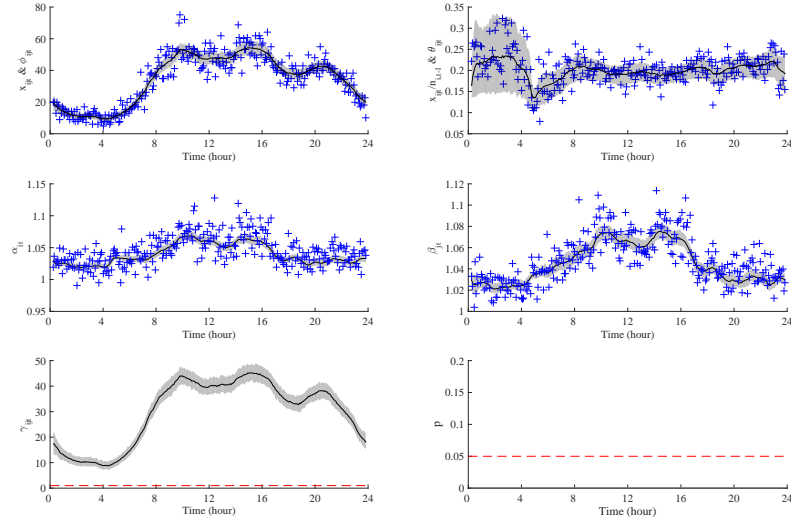 x_ijt & φ_ijt
80
60
40
20
0
0 4 8 12 16 20 24
Time (hour)
x_ijt/n_i,t-1 & θ_ijt
0.35
0.3
0.25
0.2
0.15
0.1
0.05
0 4 8 12 16 20 24
Time (hour)
α_it
1.15
1.1
1.05
1
0.95
0 4 8 12 16 20 24
Time (hour)
β_jt
1.12
1.1
1.08
1.06
1.04
1.02
1
0 4 8 12 16 20 24
Time (hour)
γ_ijt
50
40
30
20
10
0
0 4 8 12 16 20 24
Time (hour)
p
0.2
0.15
0.1
0.05
0
0 4 8 12 16 20 24
Time (hour)